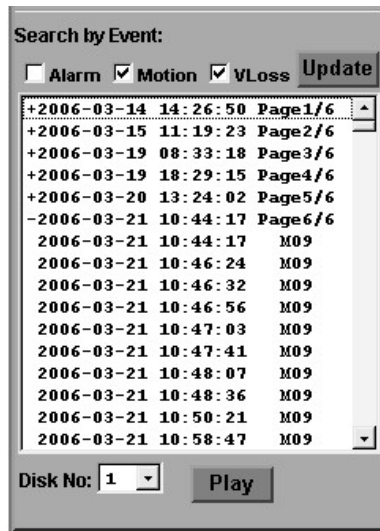 Search by Event:
Alarm Motion VLoss Update
+2006-03-14 14:26:50 Page1/6
+2006-03-15 11:19:23 Page2/6
+2006-03-19 08:33:18 Page3/6
+2006-03-19 18:29:15 Page4/6
+2006-03-20 13:24:02 Page5/6
-2006-03-21 10:44:17 Page6/6
2006-03-21 10:44:17 M09
2006-03-21 10:46:24 M09
2006-03-21 10:46:32 M09
2006-03-21 10:46:56 M09
2006-03-21 10:47:03 M09
2006-03-21 10:47:41 M09
2006-03-21 10:48:07 M09
2006-03-21 10:48:36 M09
2006-03-21 10:50:21 M09
2006-03-21 10:58:47 M09
Disk No: 1 Play